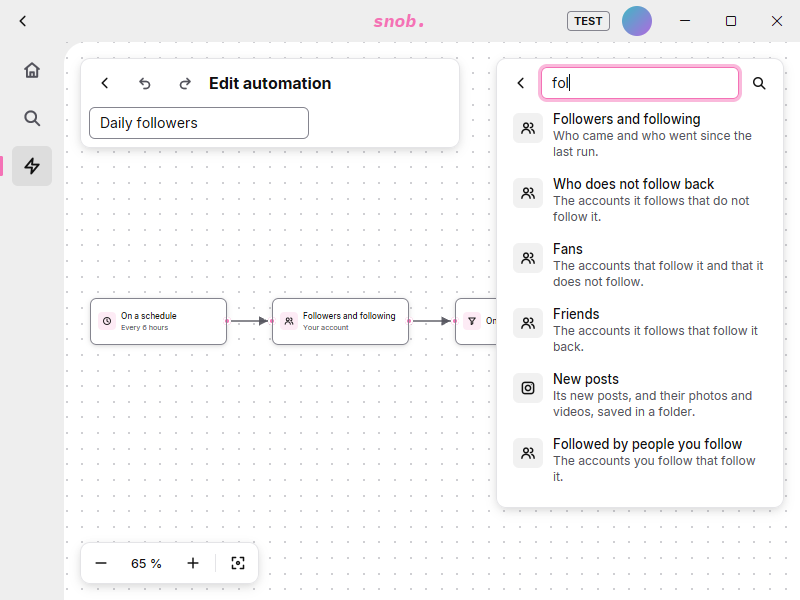 snob.
TEST
Edit automation
Daily followers
fol
Followers and following
Who came and who went since the
last run.
Who does not follow back
The accounts it follows that do not
follow it.
Fans
The accounts that follow it and that it
does not follow.
Friends
The accounts it follows that follow it
back.
New posts
Its new posts, and their photos and
videos, saved in a folder.
Followed by people you follow
The accounts you follow that follow
it.
On a schedule
Every 6 hours
Followers and following
Your account
On
65 %